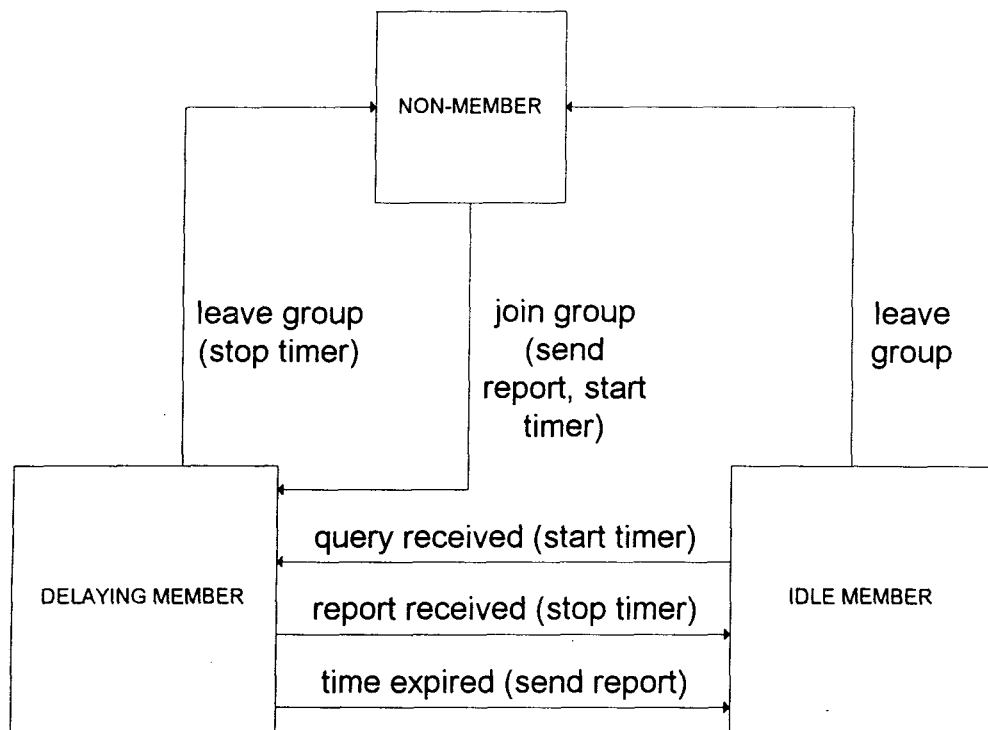 NON-MEMBER
leave group
(stop timer)
join group
(send
report, start
timer)
leave
group
query received (start timer)
DELAYING MEMBER
report received (stop timer)
IDLE MEMBER
time expired (send report)